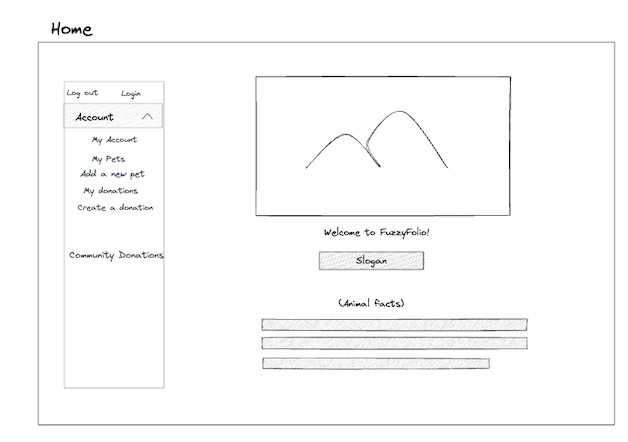 Home
Log out Login
Account
My Account
My Pets
Add a new pet
My donations
Create a donation
Community Donations
Welcome to FuzzyFolio!
Slogan
(Animal facts)